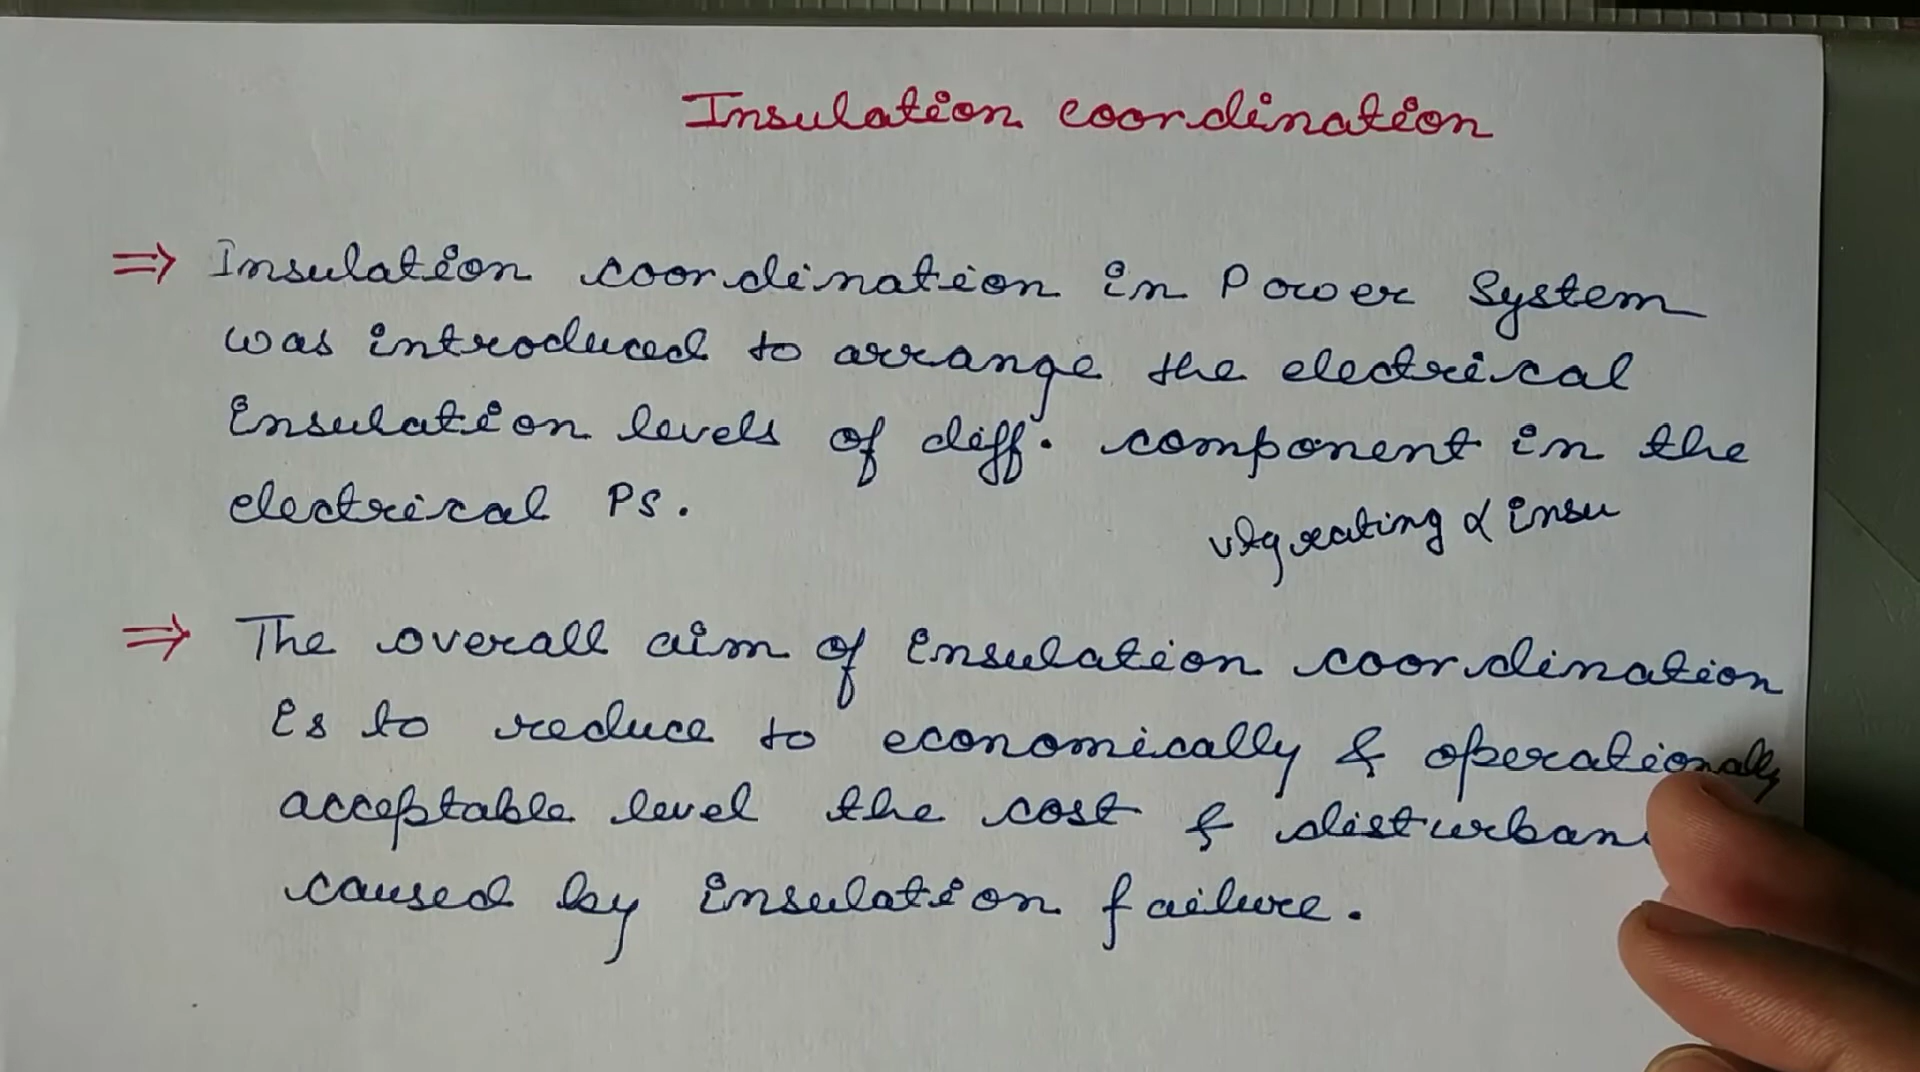 Insulation coordination
⇒ Insulation coordination in Power System
was introduced to arrange the electrical
insulation levels of diff. component in the
electrical PS.
vtg rating ∝ insu
⇒ The overall aim of insulation coordination
is to reduce to economically & operationally
acceptable level the cost & disturban
caused by insulation failure.